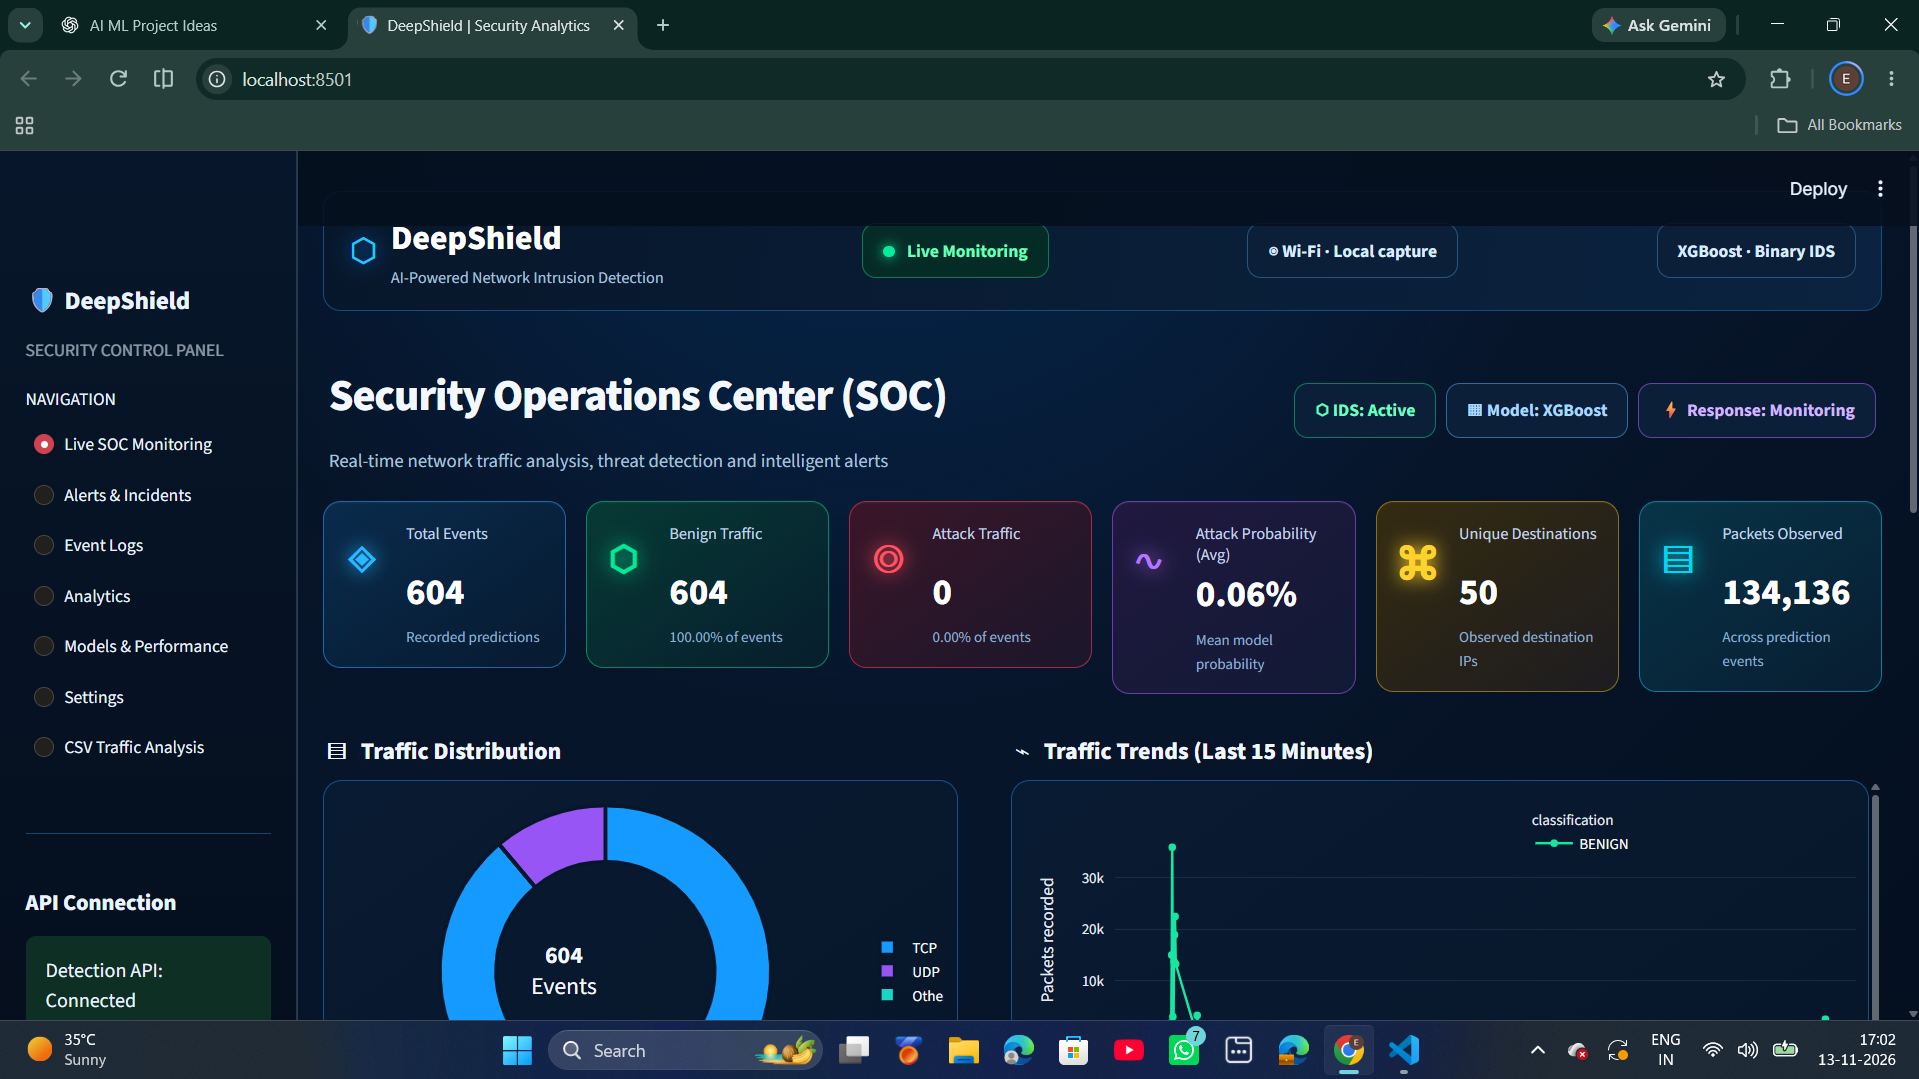 AI ML Project Ideas
DeepShield | Security Analytics
Ask Gemini
localhost:8501
E
All Bookmarks
Deploy
DeepShield
AI-Powered Network Intrusion Detection
Live Monitoring
Wi-Fi · Local capture
XGBoost · Binary IDS
DeepShield
SECURITY CONTROL PANEL
NAVIGATION
Live SOC Monitoring
Alerts & Incidents
Event Logs
Analytics
Models & Performance
Settings
CSV Traffic Analysis
API Connection
Detection API:
Connected
Security Operations Center (SOC)
Real-time network traffic analysis, threat detection and intelligent alerts
IDS: Active
Model: XGBoost
Response: Monitoring
Total Events
604
Recorded predictions
Benign Traffic
604
100.00% of events
Attack Traffic
0
0.00% of events
Attack Probability
(Avg)
0.06%
Mean model
probability
Unique Destinations
50
Observed destination
IPs
Packets Observed
134,136
Across prediction
events
Traffic Distribution
604
Events
TCP
UDP
Othe
Traffic Trends (Last 15 Minutes)
classification
BENIGN
Packets recorded
30k
20k
10k
35°C
Sunny
Search
7
E
ENG
IN
17:02
13-11-2026